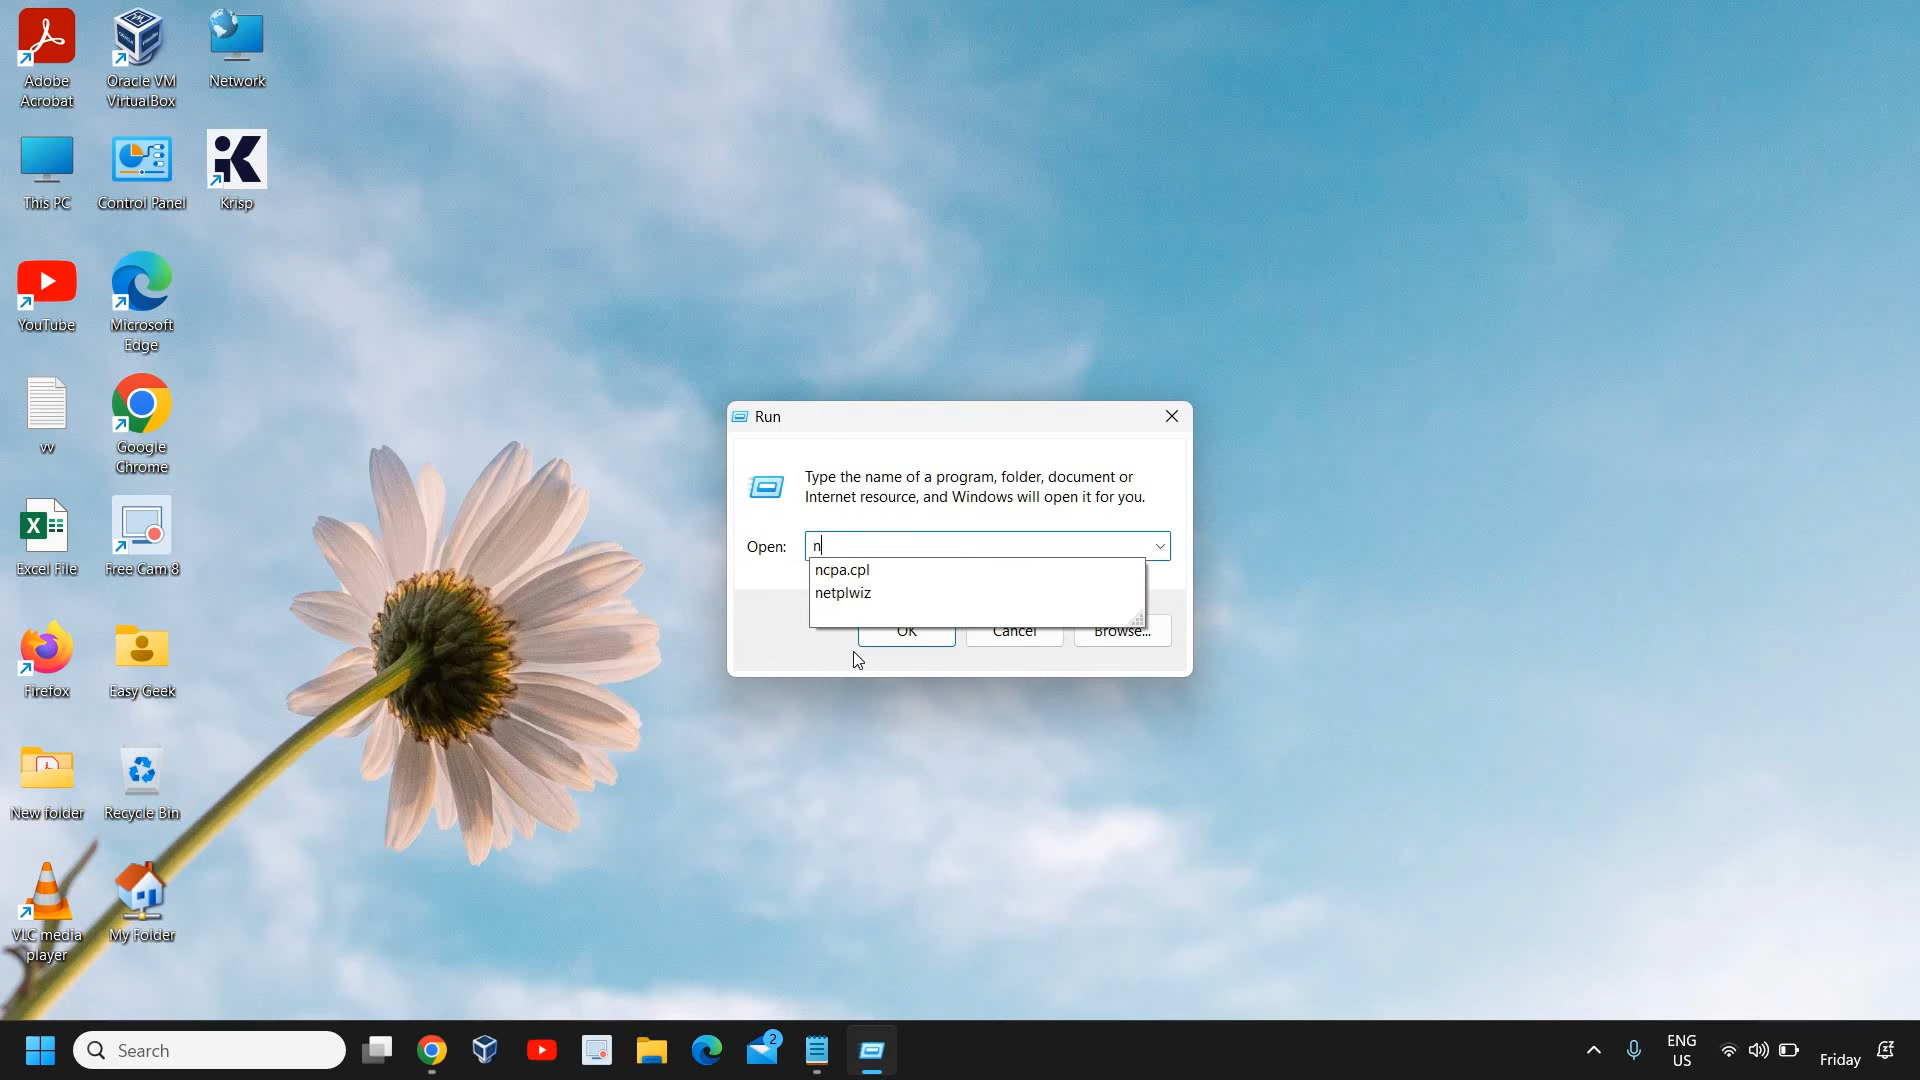 Adobe
Acrobat
Oracle VM
VirtualBox
Network
This PC
Control Panel
Krisp
YouTube
Microsoft
Edge
vv
Google
Chrome
Excel File
Free Cam 8
Firefox
Easy Geek
New folder
Recycle Bin
VLC media
player
My Folder
Run
Type the name of a program, folder, document or
Internet resource, and Windows will open it for you.
Open:
n
ncpa.cpl
netplwiz
OK
Cancel
Browse...
Search
2
ENG
US
Friday